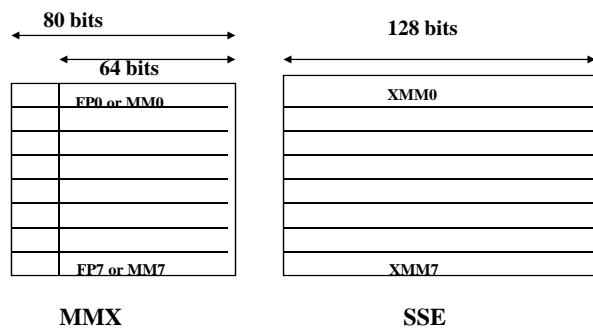 80 bits
128 bits
64 bits
FP0 or MM0
XMM0
FP7 or MM7
XMM7
MMX
SSE